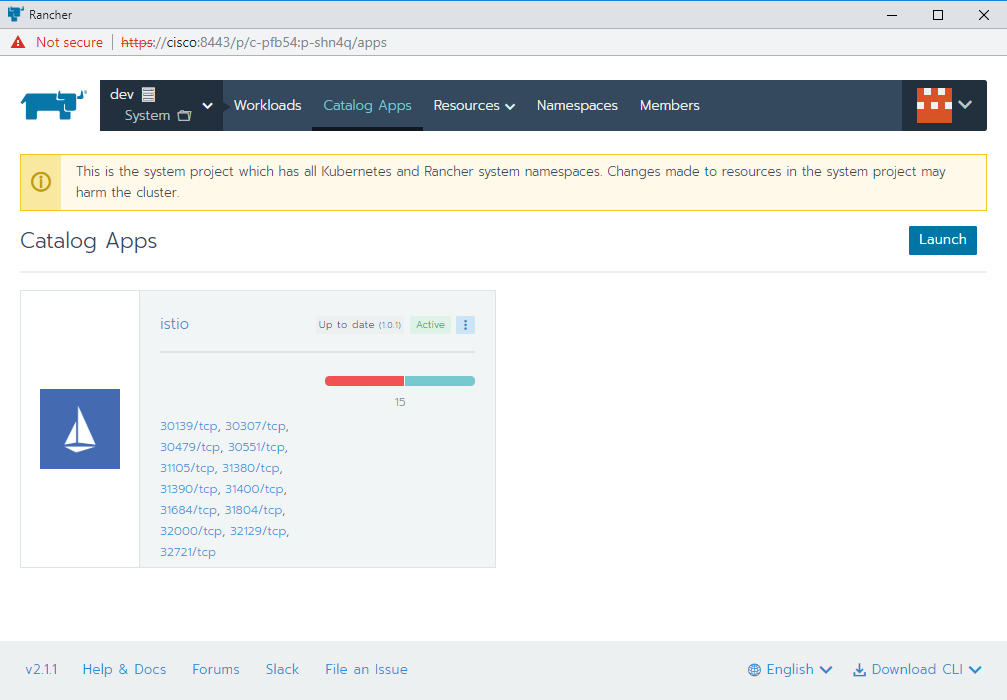 Rancher
Not secure https://cisco:8443/p/c-pfb54:p-shn4q/apps
dev
System
Workloads Catalog Apps Resources Namespaces Members
This is the system project which has all Kubernetes and Rancher system namespaces. Changes made to resources in the system project may
harm the cluster.
Catalog Apps
Launch
istio
Up to date (1.0.1) Active
15
30139/tcp, 30307/tcp,
30479/tcp, 30551/tcp,
31105/tcp, 31380/tcp,
31390/tcp, 31400/tcp,
31684/tcp, 31804/tcp,
32000/tcp, 32129/tcp,
32721/tcp
v2.1.1 Help & Docs Forums Slack File an Issue English Download CLI